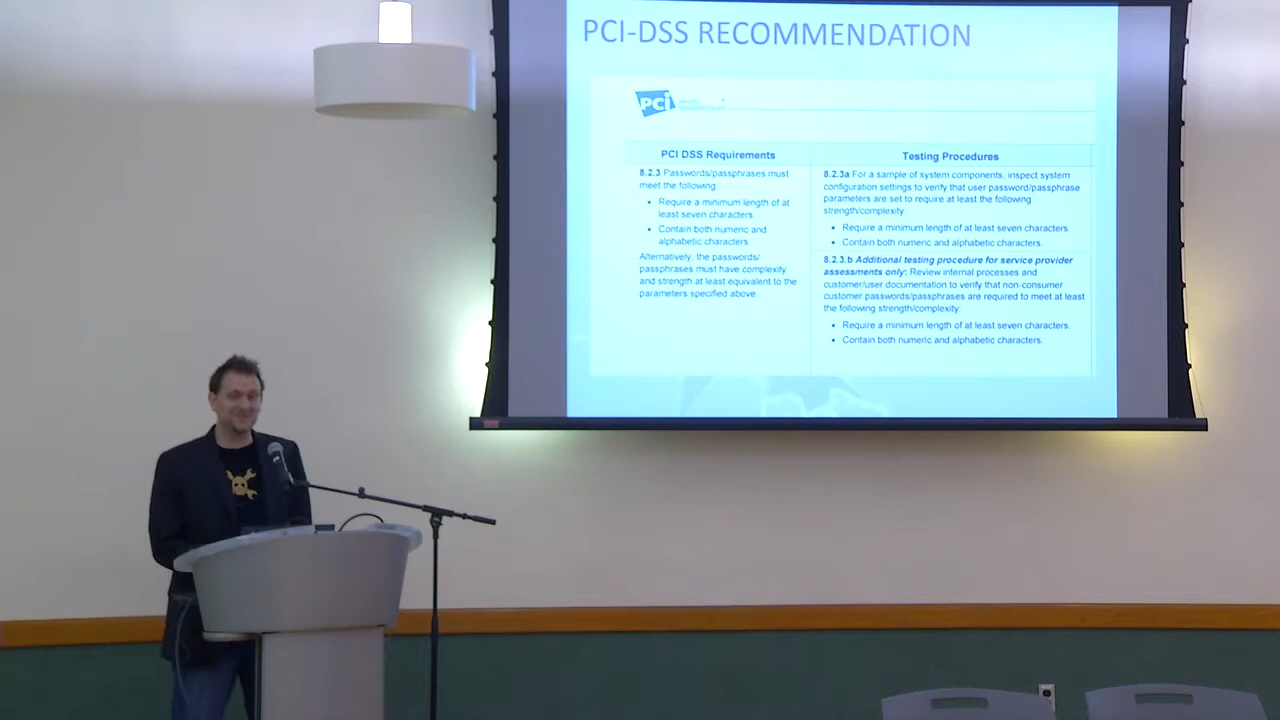 PCI-DSS RECOMMENDATION
PCI
PCI DSS Requirements
8.2.3 Passwords/passphrases must
meet the following:
• Require a minimum length of at
least seven characters.
• Contain both numeric and
alphabetic characters
Alternatively, the passwords/
passphrases must have complexity
and strength at least equivalent to the
parameters specified above.
Testing Procedures
8.2.3a For a sample of system components, inspect system
configuration settings to verify that user password/passphrase
parameters are set to require at least the following
strength/complexity:
• Require a minimum length of at least seven characters.
• Contain both numeric and alphabetic characters.
8.2.3.b Additional testing procedure for service provider
assessments only: Review internal processes and
customer/user documentation to verify that non-consumer
customer passwords/passphrases are required to meet at least
the following strength/complexity:
• Require a minimum length of at least seven characters.
• Contain both numeric and alphabetic characters.